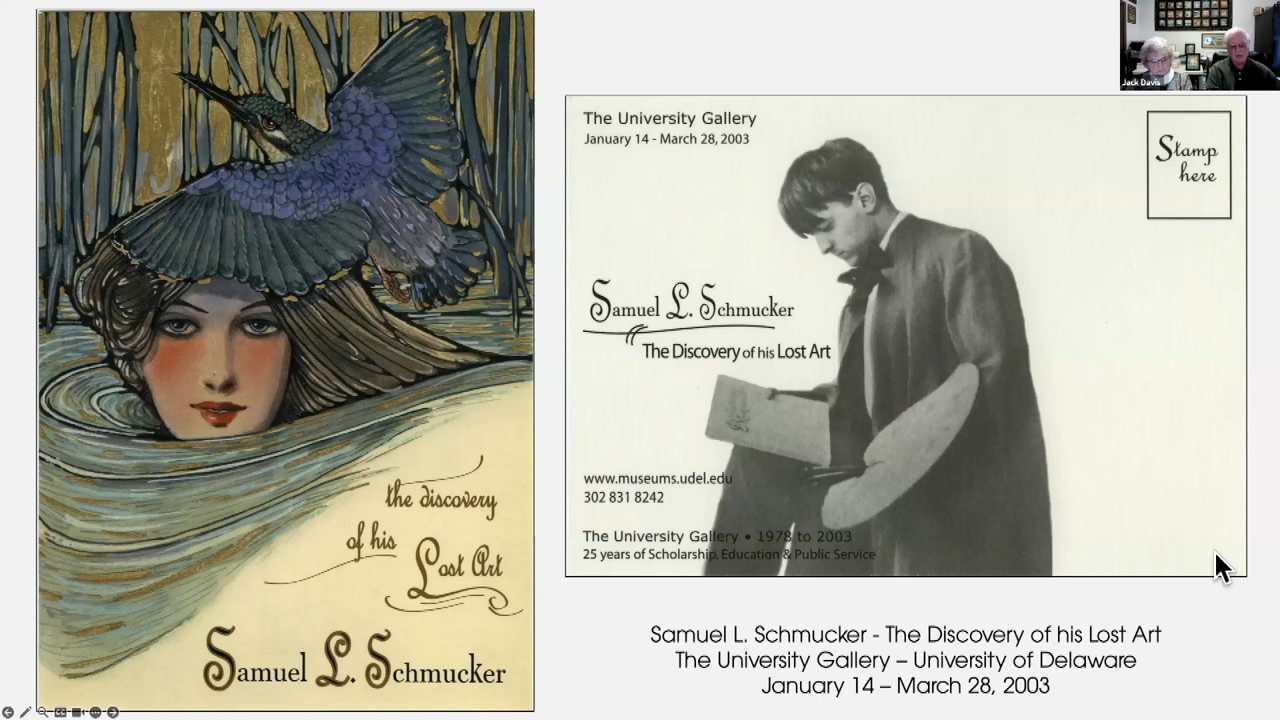 the discovery
of his
Lost Art
Samuel L. Schmucker
The University Gallery
January 14 - March 28, 2003
Stamp
here
Samuel L. Schmucker
The Discovery of his Lost Art
www.museums.udel.edu
302 831 8242
The University Gallery • 1978 to 2003
25 years of Scholarship, Education & Public Service
Samuel L. Schmucker - The Discovery of his Lost Art
The University Gallery – University of Delaware
January 14 – March 28, 2003
Jack Davis